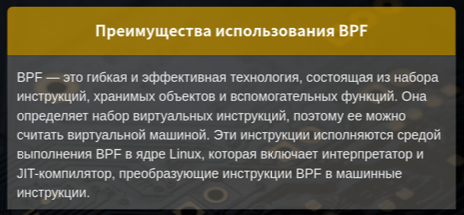 Преимущества использования BPF
BPF — это гибкая и эффективная технология, состоящая из набора
инструкций, хранимых объектов и вспомогательных функций. Она
определяет набор виртуальных инструкций, поэтому ее можно
считать виртуальной машиной. Эти инструкции исполняются средой
выполнения BPF в ядре Linux, которая включает интерпретатор и
JIT-компилятор, преобразующие инструкции BPF в машинные
инструкции.